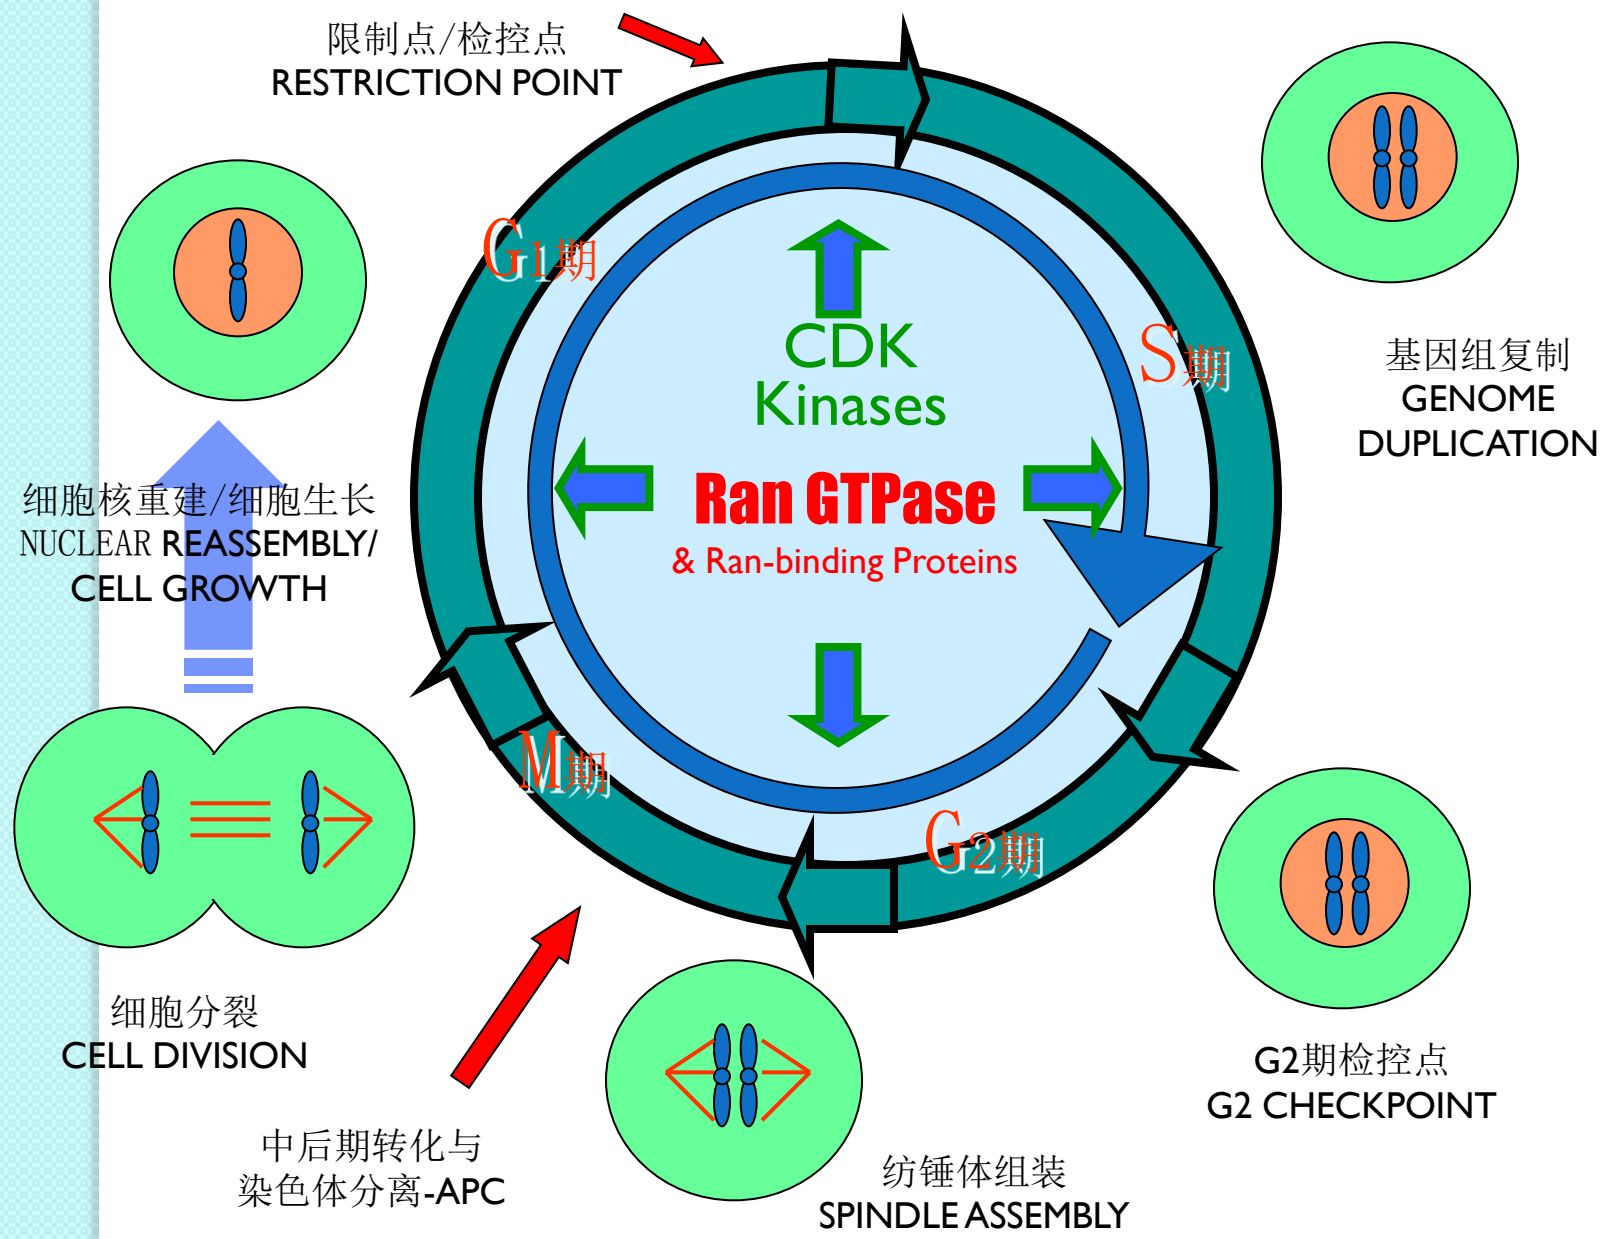 限制点/检控点
RESTRICTION POINT
G1期
S期
CDK
Kinases
基因组复制
GENOME
DUPLICATION
Ran GTPase
& Ran-binding Proteins
细胞核重建/细胞生长
NUCLEAR REASSEMBLY/
CELL GROWTH
M期
G2期
细胞分裂
CELL DIVISION
G2期检控点
G2 CHECKPOINT
中后期转化与
染色体分离-APC
纺锤体组装
SPINDLE ASSEMBLY